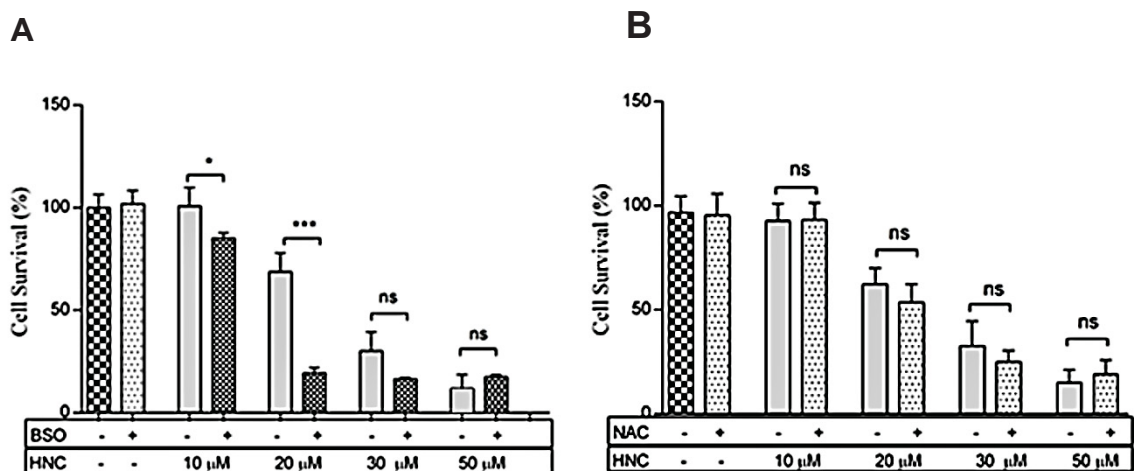 A
Cell Survival (%)
150
100
50
0
*
***
ns
ns
BSO - + - + - + - + - +
HNC - - 10 µM 20 µM 30 µM 50 µM
B
Cell Survival (%)
150
100
50
0
ns
ns
ns
ns
NAC - + - + - + - + - +
HNC - - 10 µM 20 µM 30 µM 50 µM